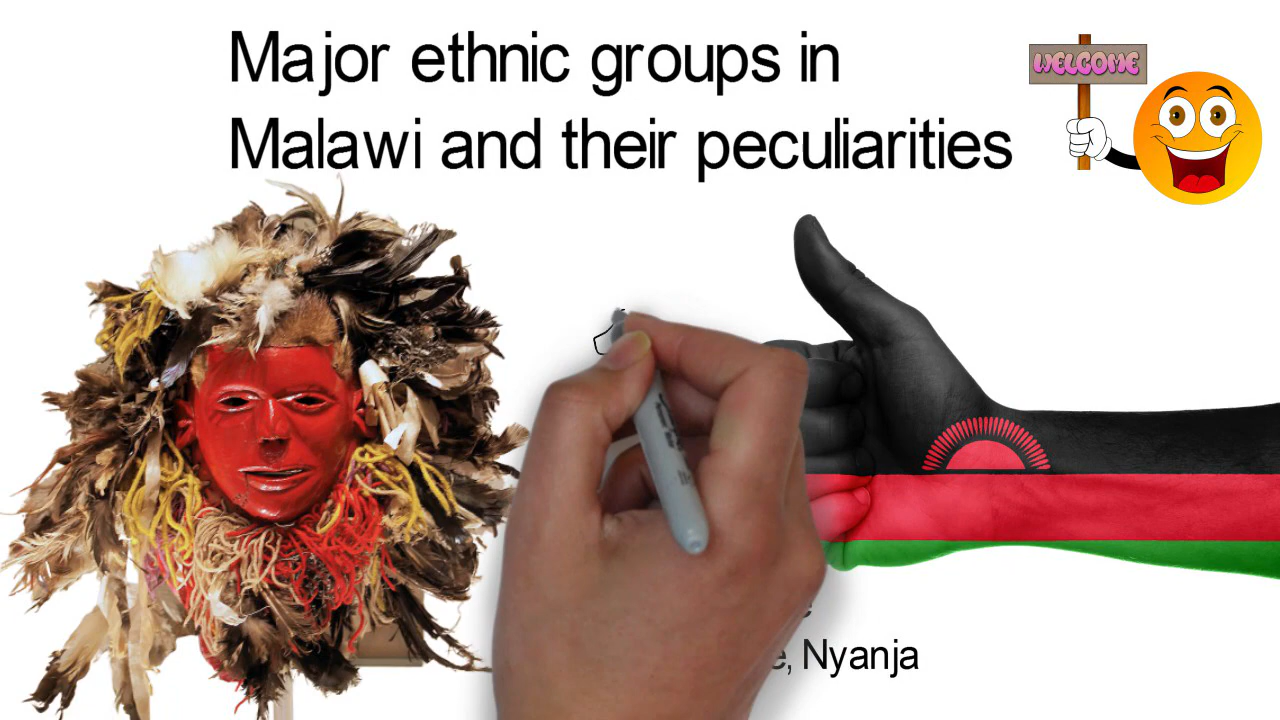 Major ethnic groups in
Malawi and their peculiarities
WELCOME
Nyanja